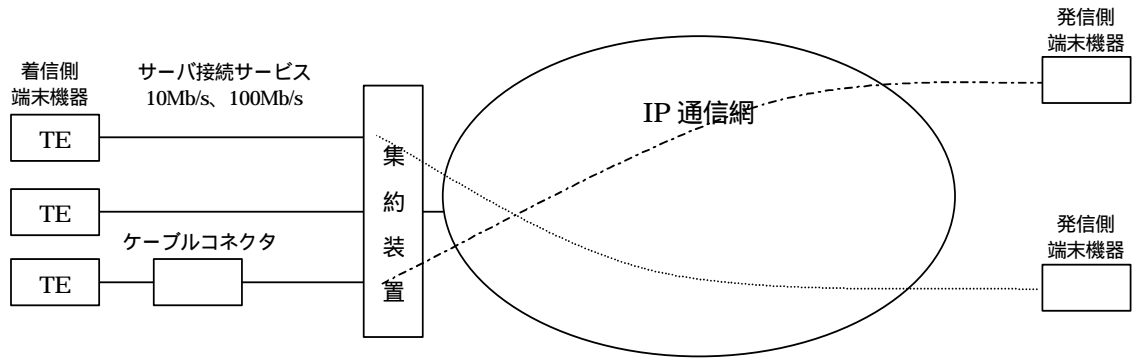 着信側
端末機器
サーバ接続サービス
10Mb/s、100Mb/s
TE
TE
ケーブルコネクタ
TE
集
約
装
置
IP 通信網
発信側
端末機器
発信側
端末機器